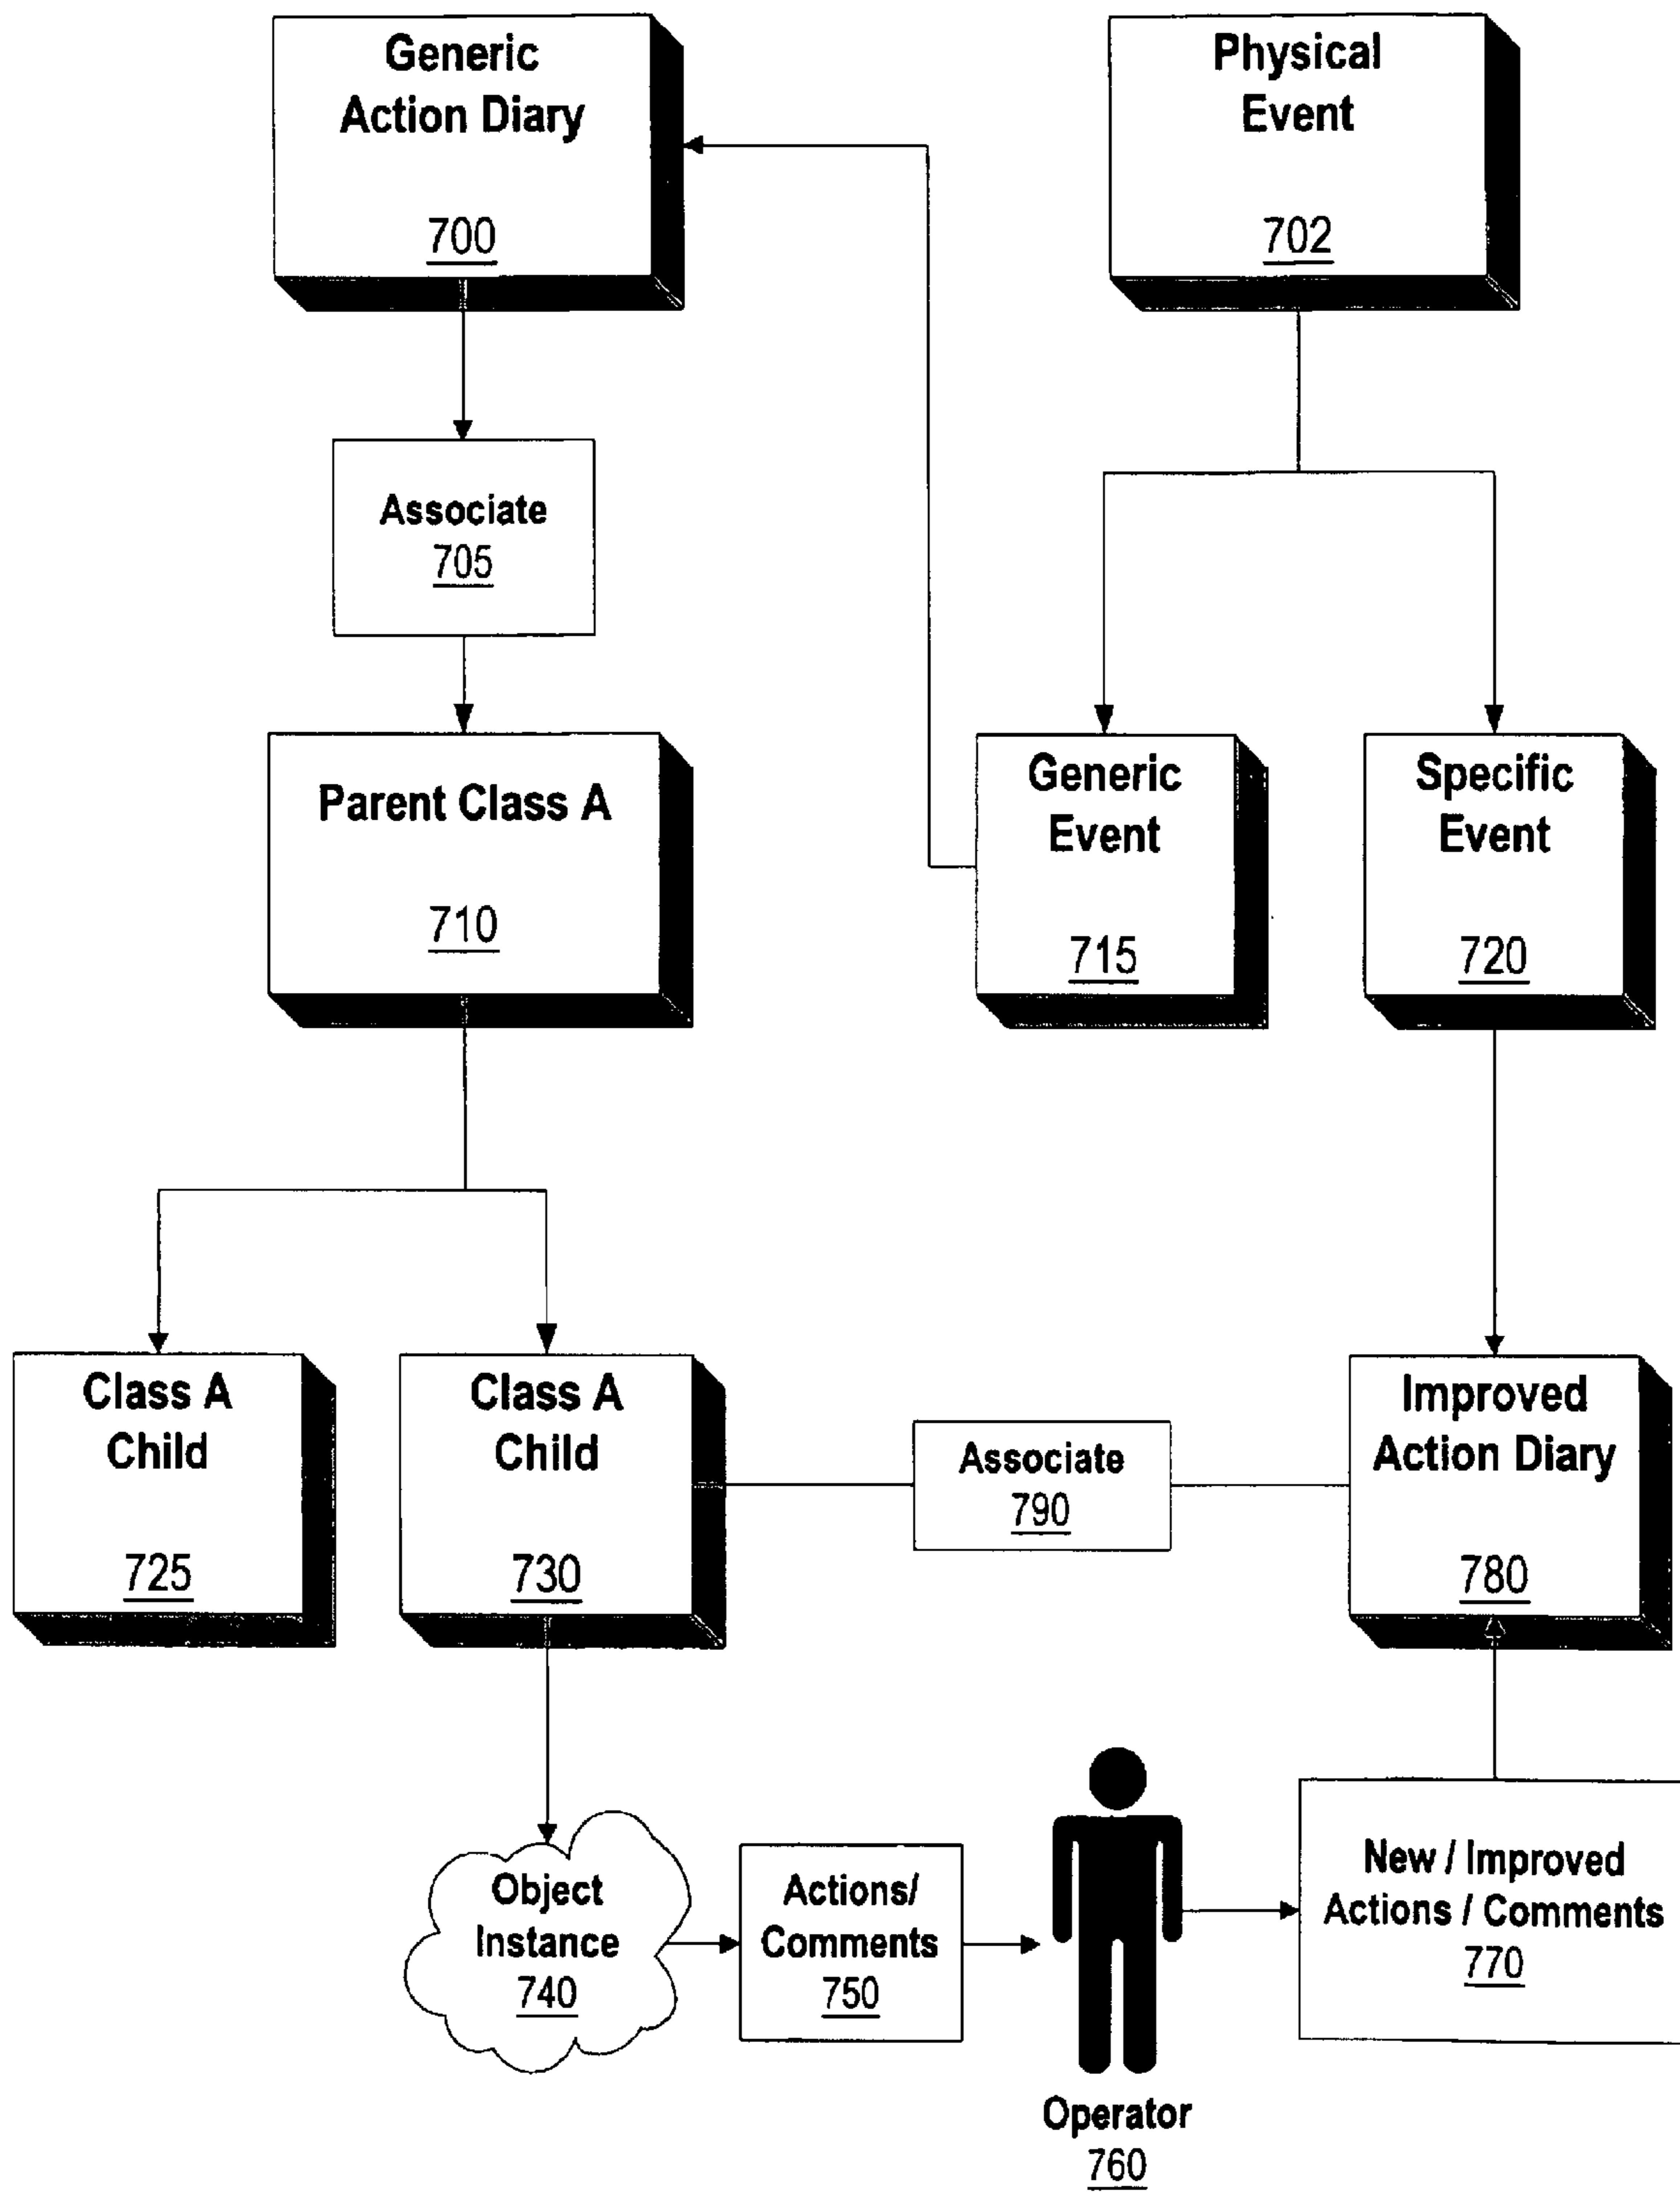 Generic
Action Diary
700
Physical
Event
702
Associate
705
Parent Class A
710
Generic
Event
715
Specific
Event
720
Class A
Child
725
Class A
Child
730
Associate
790
Improved
Action Diary
780
Object
Instance
740
Actions/
Comments
750
Operator
760
New / Improved
Actions / Comments
770